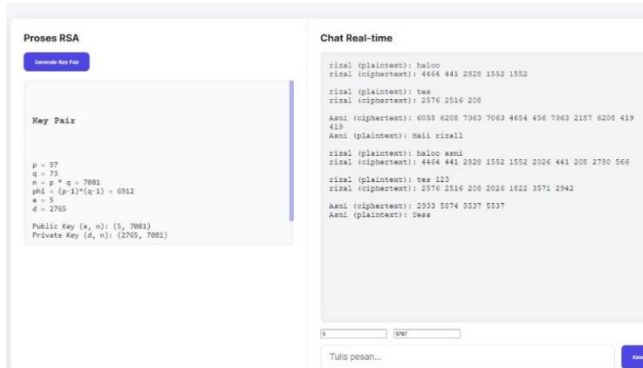 Proses RSA
Generate Key Pair
Key Pair
p = 97
q = 73
n = p * q = 7081
phi = (p-1)*(q-1) = 6912
e = 5
d = 2765
Public Key (e, n): (5, 7081)
Private Key (d, n): (2765, 7081)
Chat Real-time
rizal (plaintext): haloo
rizal (ciphertext): 4464 441 2828 1552 1552
rizal (plaintext): tes
rizal (ciphertext): 2576 2516 208
Asni (ciphertext): 6058 6208 7063 7063 4654 456 7063 2187 6208 419
419
Asni (plaintext): Haii rizall
rizal (plaintext): haloo asni
rizal (ciphertext): 4464 441 2828 1552 1552 2026 441 208 2790 566
rizal (plaintext): tes 123
rizal (ciphertext): 2576 2516 208 2026 1822 3571 2942
Asni (ciphertext): 2933 5874 5537 5537
Asni (plaintext): Yess
5
5767
Tulis pesan...